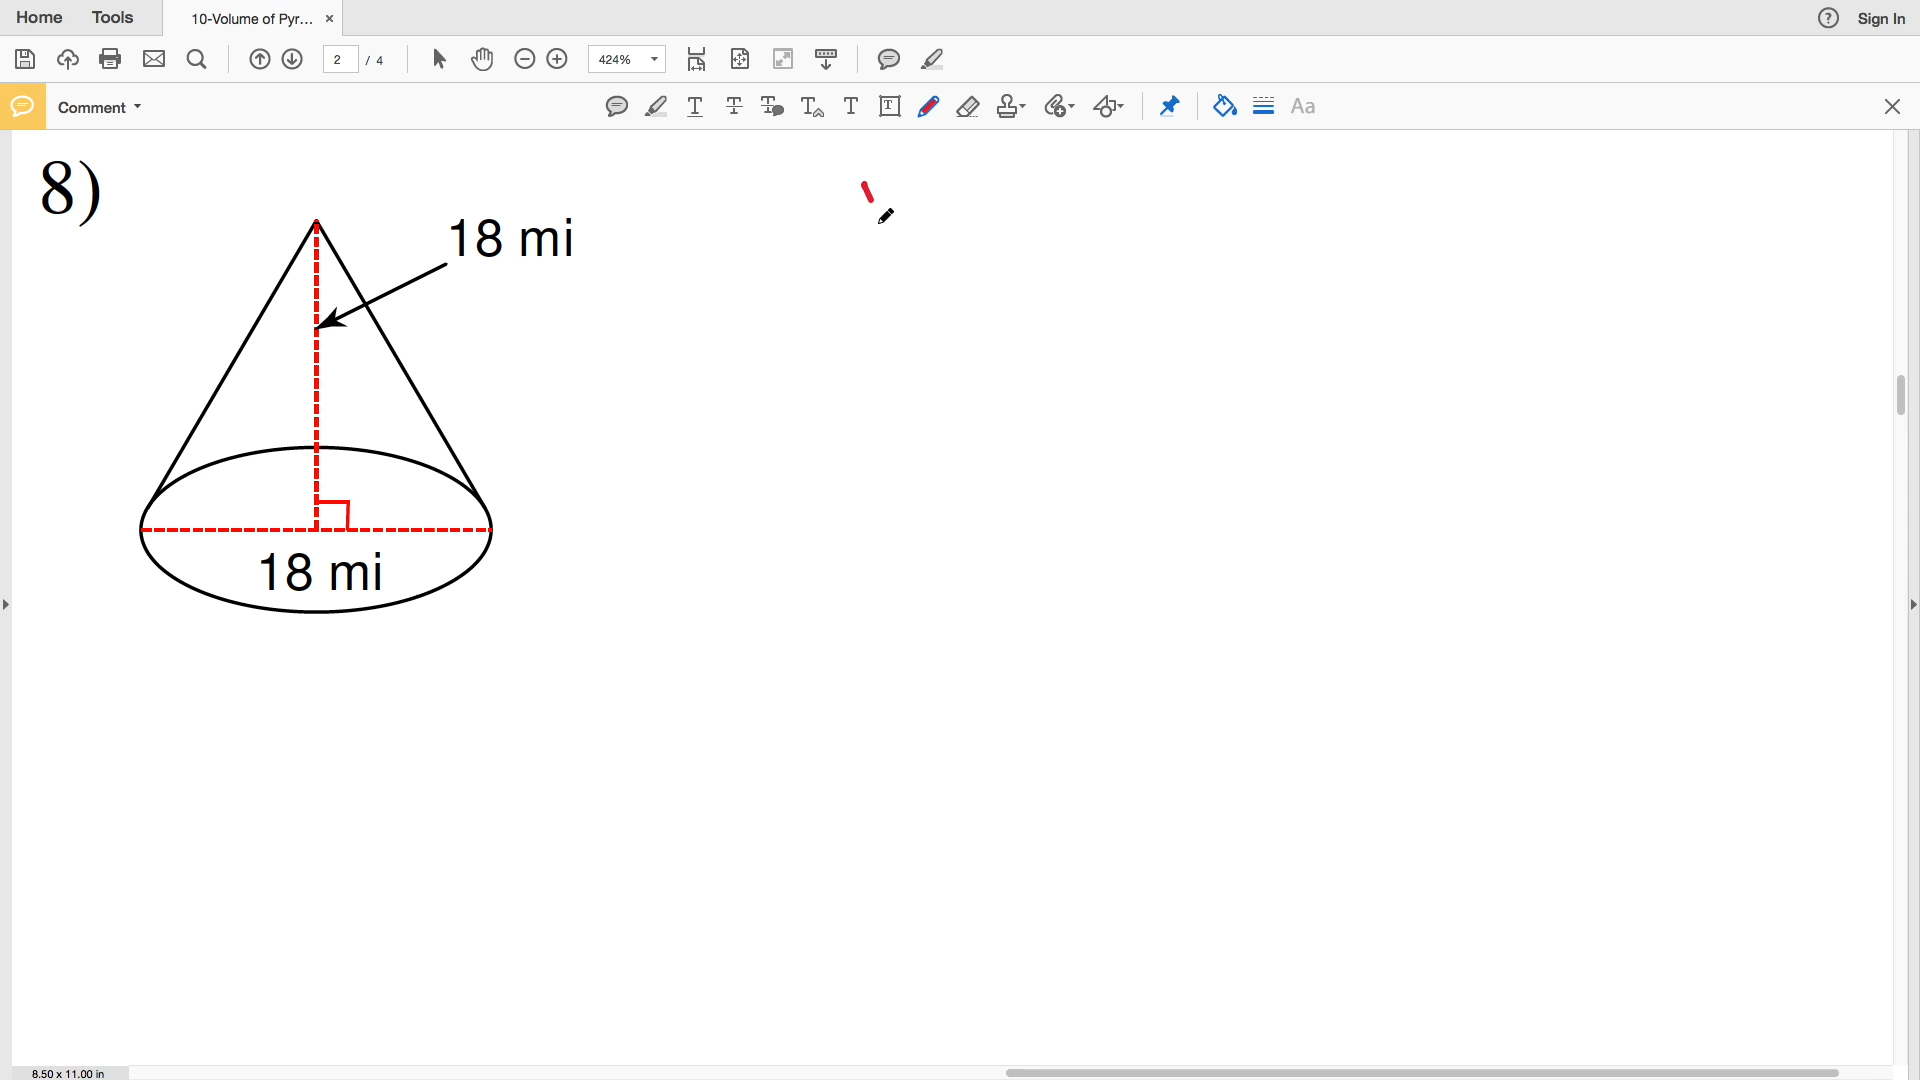 Home Tools 10-Volume of Pyr... × ? Sign In
2 / 4 424%
Comment Aa
8)
18 mi
18 mi
8.50 x 11.00 in